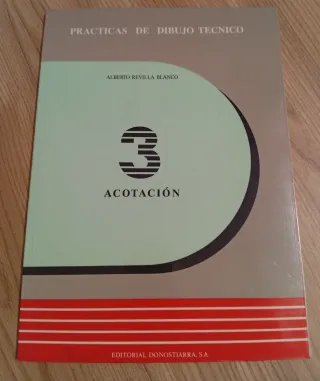 PRACTICAS DE DIBUJO TECNICO
ALBERTO REVILLA BLANCO
3
ACOTACIÓN
EDITORIAL DONOSTIARRA, S.A